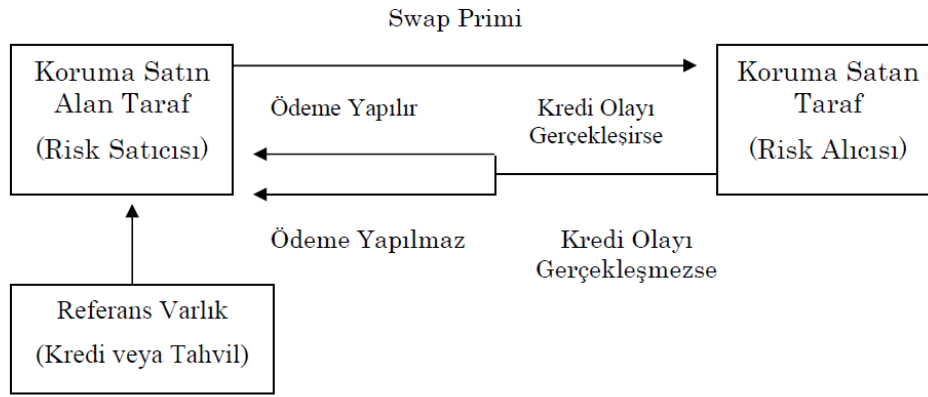 Swap Primi
Koruma Satın
Alan Taraf
(Risk Satıcısı)
Koruma Satan
Taraf
(Risk Alıcısı)
Ödeme Yapılır
Kredi Olayı
Gerçekleşirse
Ödeme Yapılmaz
Kredi Olayı
Gerçekleşmezse
Referans Varlık
(Kredi veya Tahvil)